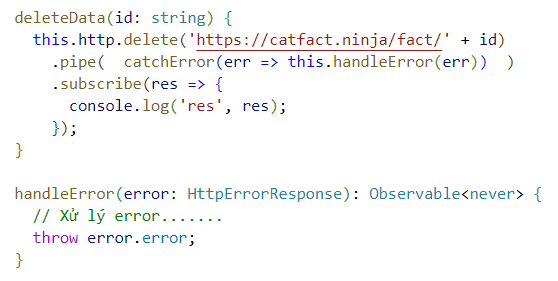 deleteData(id: string) {
  this.http.delete('https://catfact.ninja/fact/' + id)
    .pipe(  catchError(err => this.handleError(err))  )
    .subscribe(res => {
      console.log('res', res);
    });
}

handleError(error: HttpErrorResponse): Observable<never> {
  // Xử lý error.......
  throw error.error;
}